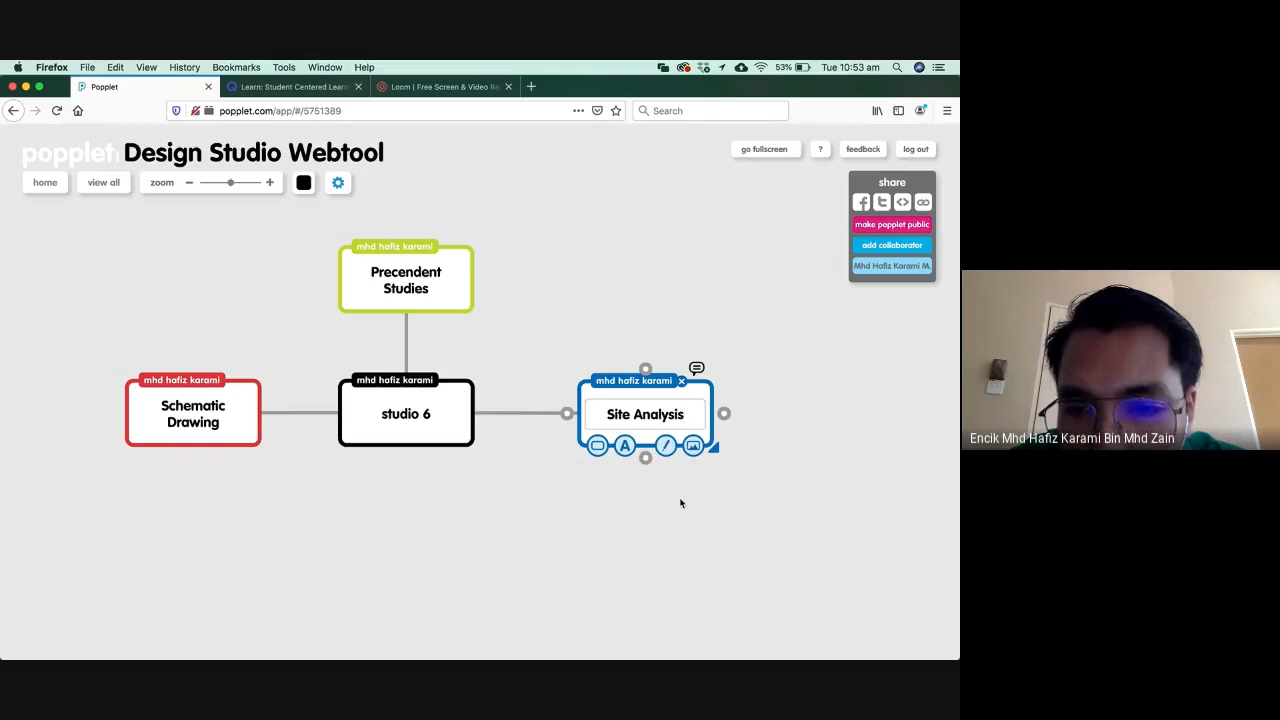 Firefox File Edit View History Bookmarks Tools Window Help 53% Tue 10:53 am
Popplet Learn: Student Centered Learn Loom | Free Screen & Video Re
popplet.com/app/#/5751389 Search
popplet Design Studio Webtool
go fullscreen ? feedback log out
home view all zoom
share
make popplet public
add collaborator
Mhd Hafiz Karami M.
mhd hafiz karami
Precendent
Studies
mhd hafiz karami
Schematic
Drawing
mhd hafiz karami
studio 6
mhd hafiz karami
Site Analysis
A
Encik Mhd Hafiz Karami Bin Mhd Zain